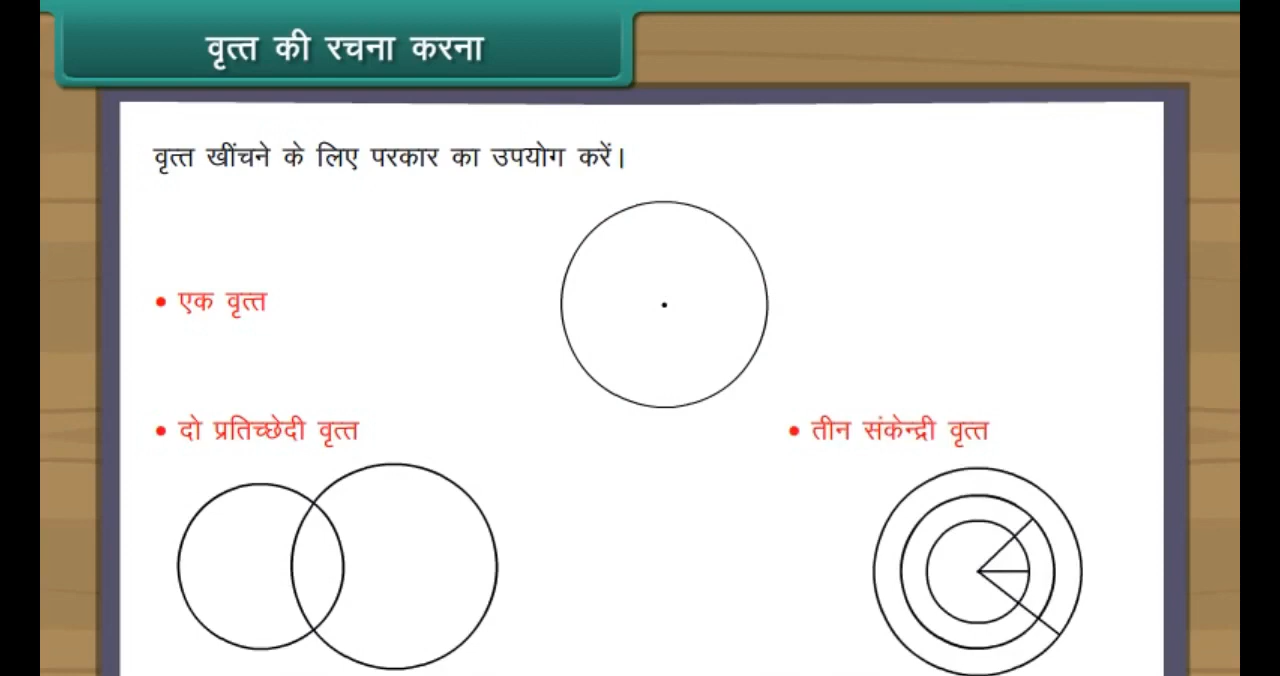 वृत्त की रचना करना
वृत्त खींचने के लिए परकार का उपयोग करें।
• एक वृत्त
• दो प्रतिच्छेदी वृत्त
• तीन संकेन्द्री वृत्त